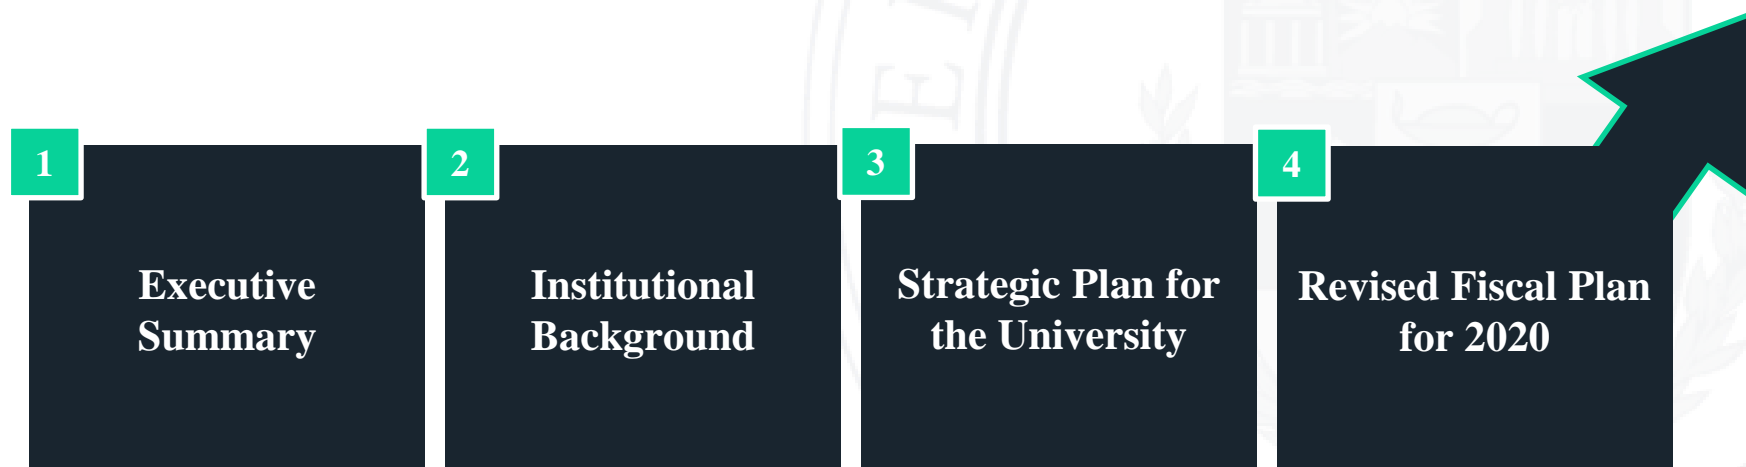 1
Executive
Summary
2
Institutional
Background
3
Strategic Plan for
the University
4
Revised Fiscal Plan
for 2020